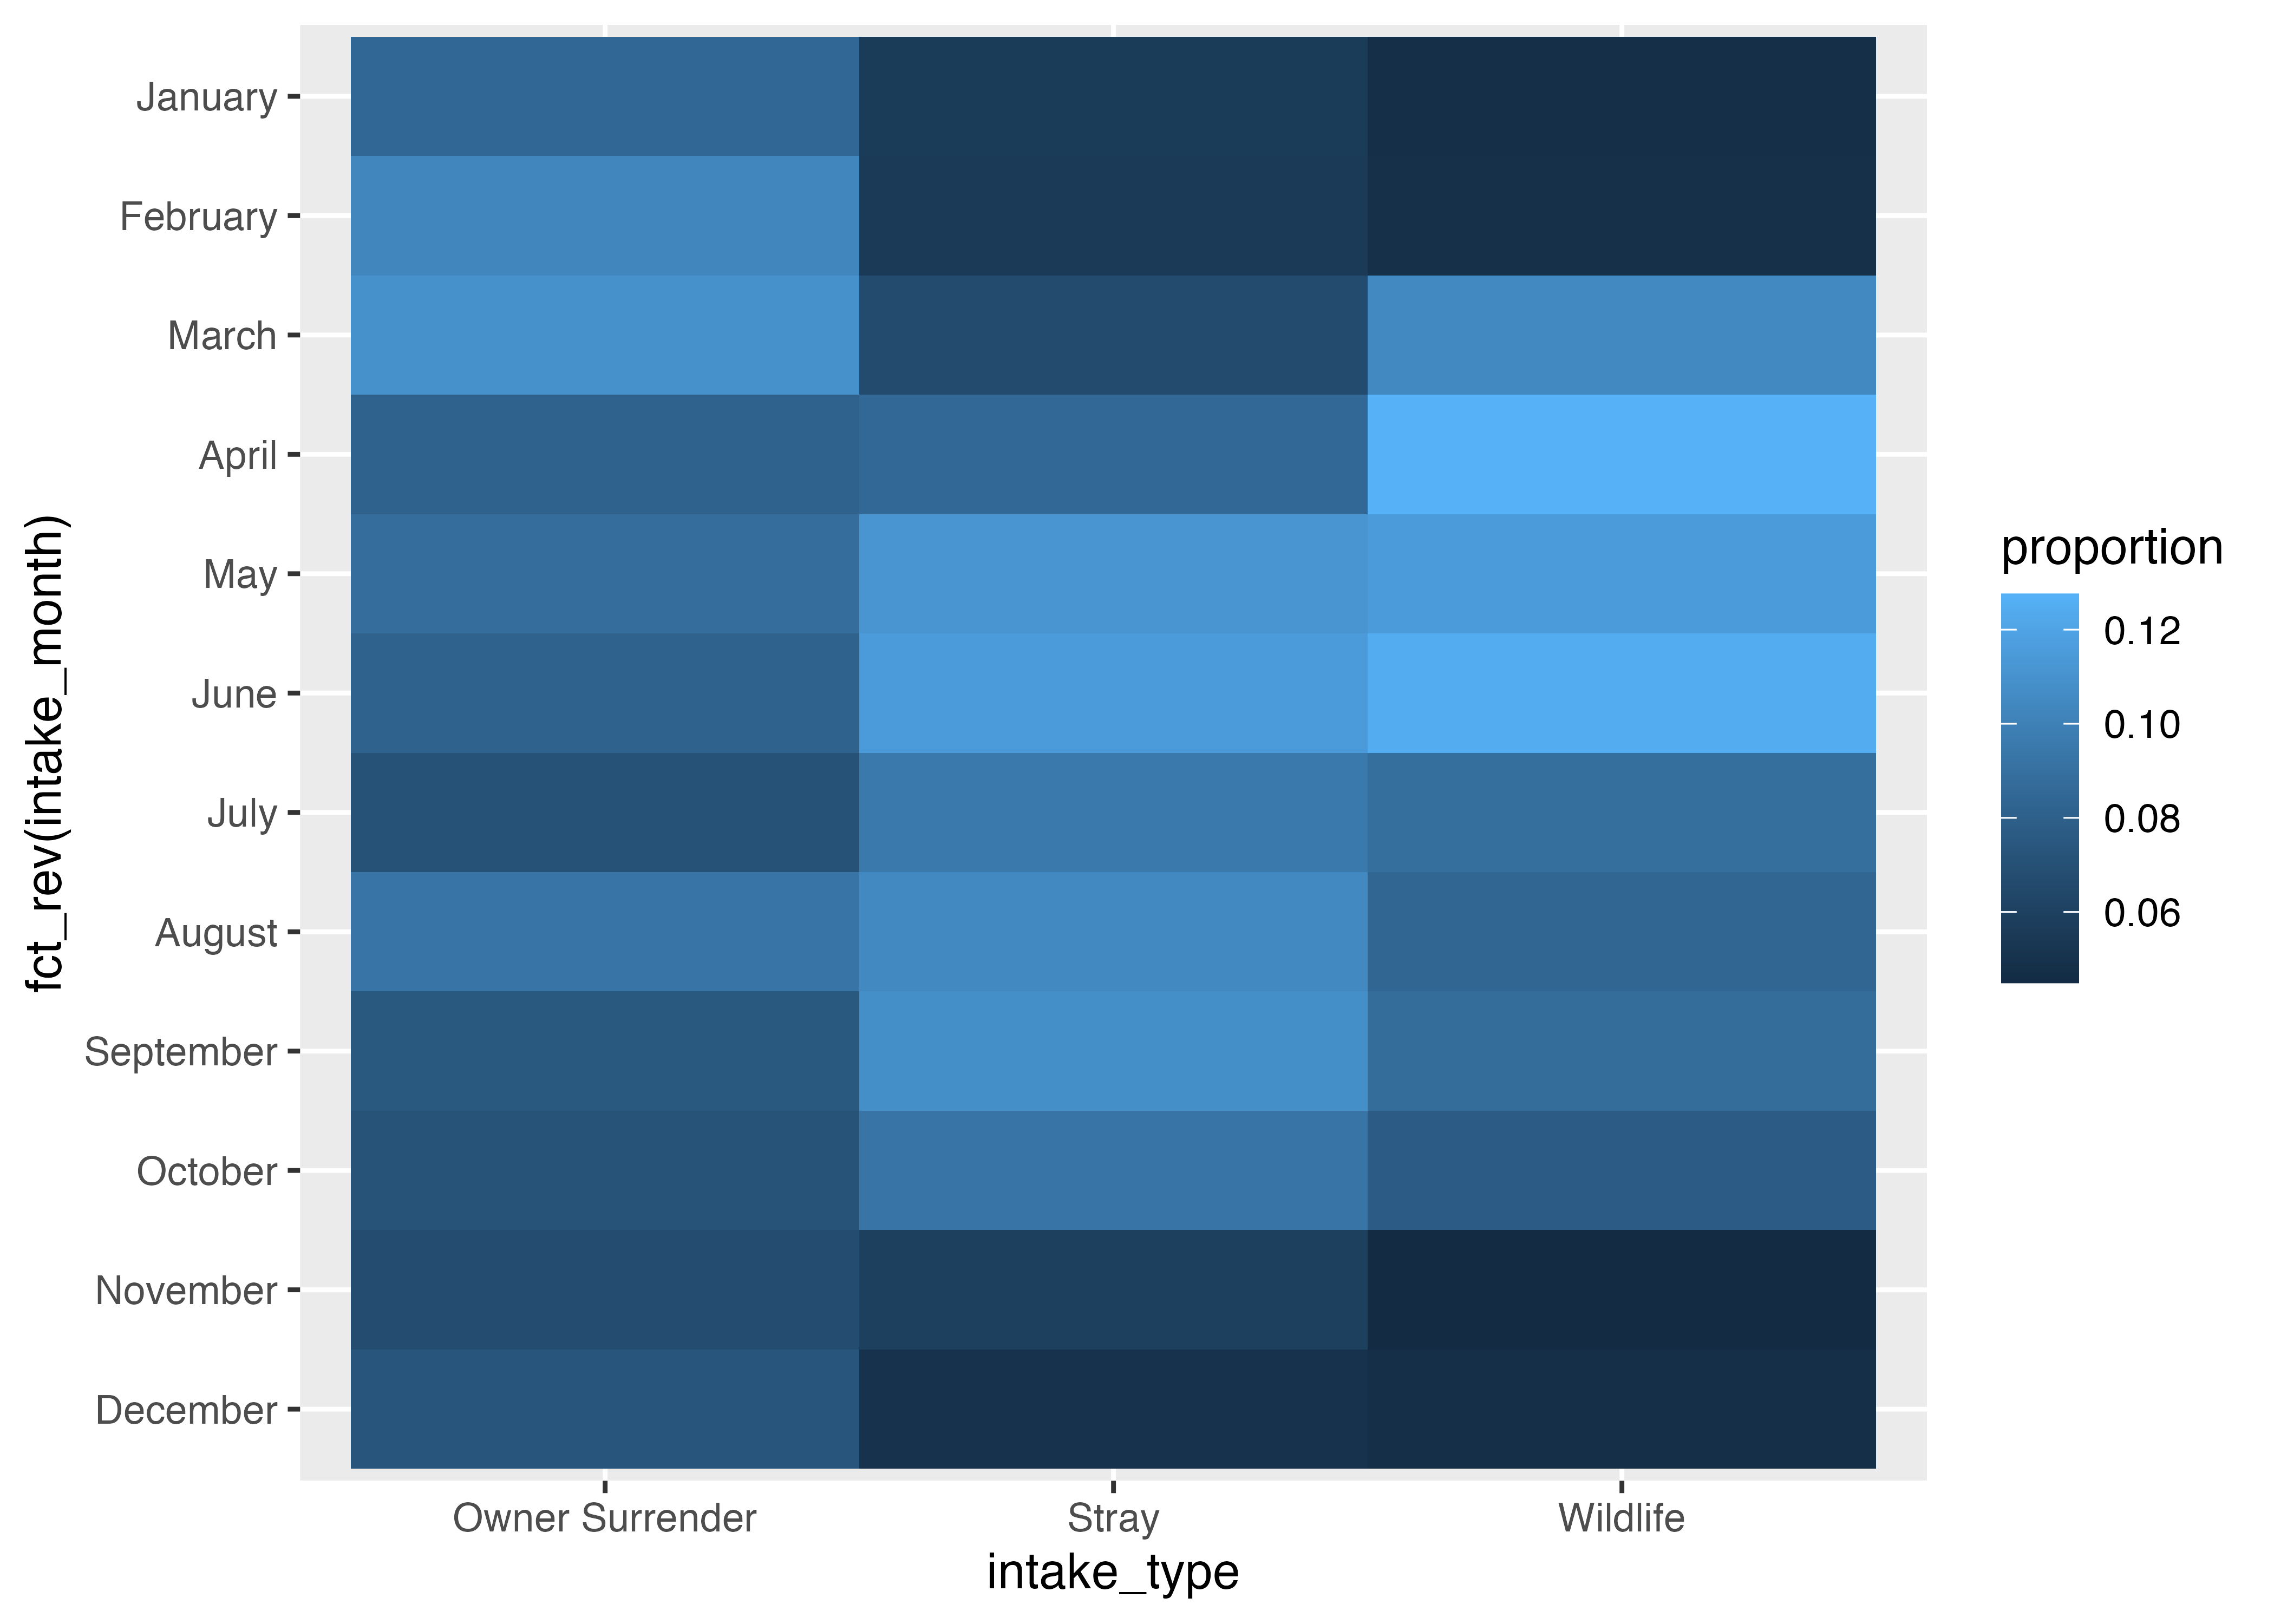 January
February
March
April
May
June
July
August
September
October
November
December
fct_rev(intake_month)
Owner Surrender
Stray
Wildlife
intake_type
proportion
0.12
0.10
0.08
0.06